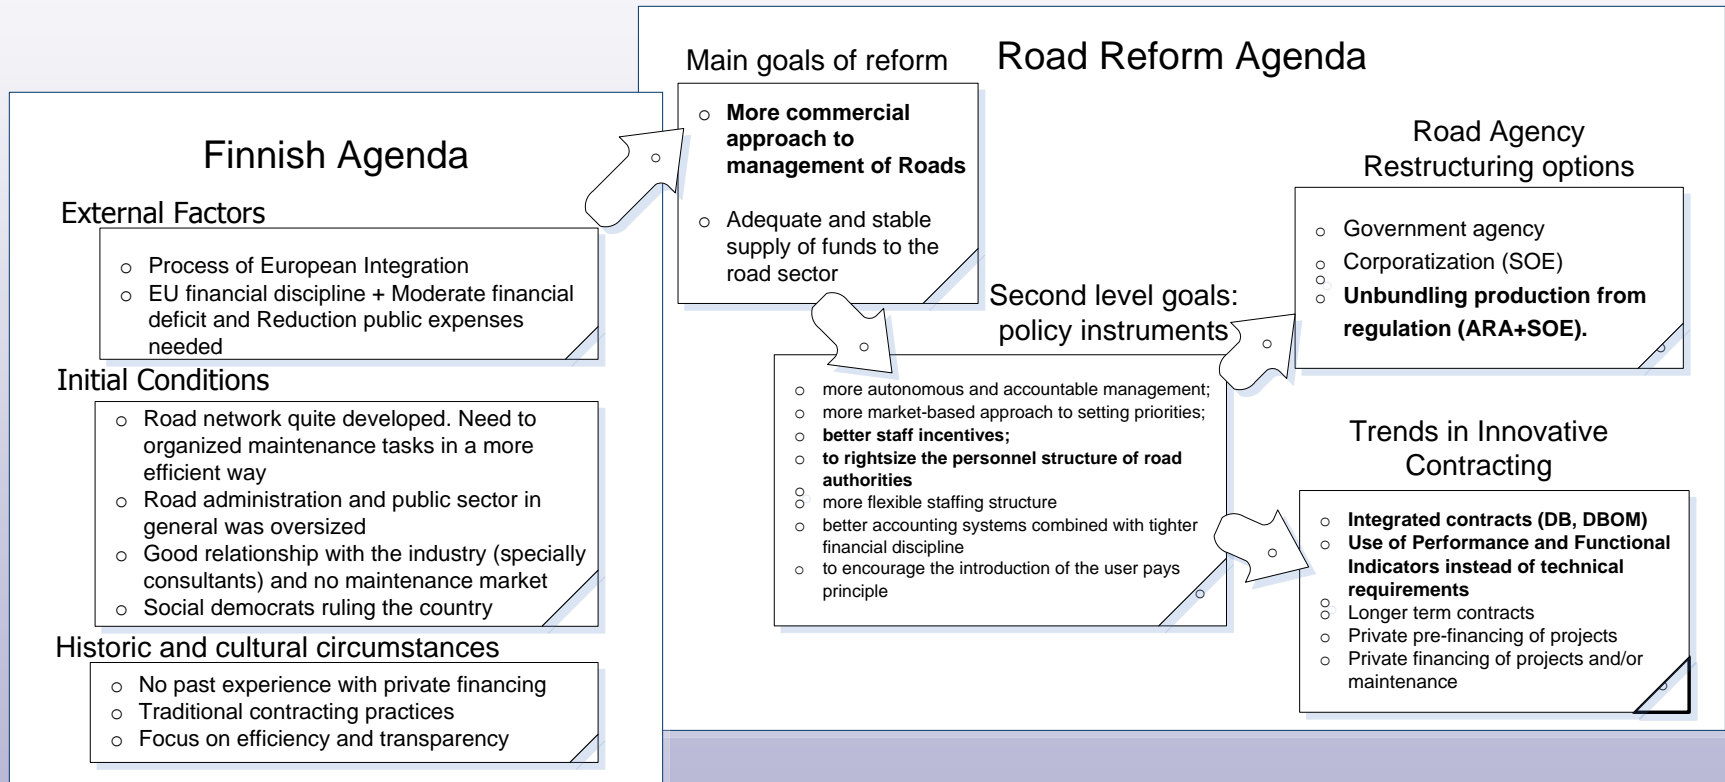 Finnish Agenda
External Factors
○ Process of European Integration
○ EU financial discipline + Moderate financial
deficit and Reduction public expenses
needed
Initial Conditions
○ Road network quite developed. Need to
organized maintenance tasks in a more
efficient way
○ Road administration and public sector in
general was oversized
○ Good relationship with the industry (specially
consultants) and no maintenance market
○ Social democrats ruling the country
Historic and cultural circumstances
○ No past experience with private financing
○ Traditional contracting practices
○ Focus on efficiency and transparency
Road Reform Agenda
Main goals of reform
○ More commercial
approach to
management of Roads
○ Adequate and stable
supply of funds to the
road sector
Second level goals:
policy instruments
○ more autonomous and accountable management;
○ more market-based approach to setting priorities;
○ better staff incentives;
○ to rightsize the personnel structure of road
authorities
○ more flexible staffing structure
○ better accounting systems combined with tighter
financial discipline
○ to encourage the introduction of the user pays
principle
Road Agency
Restructuring options
○ Government agency
○ Corporatization (SOE)
○ Unbundling production from
regulation (ARA+SOE).
Trends in Innovative
Contracting
○ Integrated contracts (DB, DBOM)
○ Use of Performance and Functional
Indicators instead of technical
requirements
○ Longer term contracts
○ Private pre-financing of projects
○ Private financing of projects and/or
maintenance